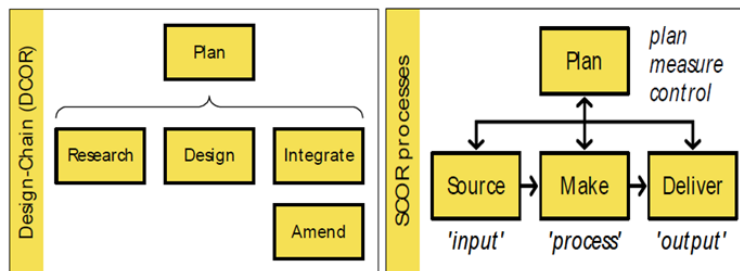 Design-Chain (DCOR)
Plan
Research Design Integrate
Amend
SCOR processes
Plan
plan
measure
control
Source Make Deliver
'input' 'process' 'output'